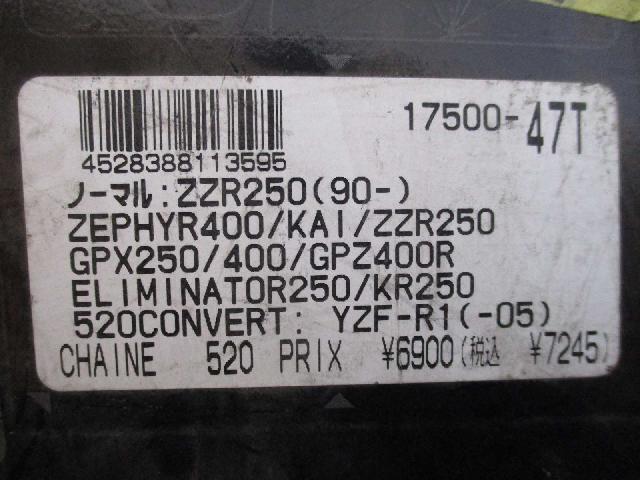 17500-47T
4528388113595
ノーマル:ZZR250(90-)
ZEPHYR400/KAI/ZZR250
GPX250/400/GPZ400R
ELIMINATOR250/KR250
520CONVERT: YZF-R1(-05)
CHAINE 520 PRIX ¥6900(税込 ¥7245)